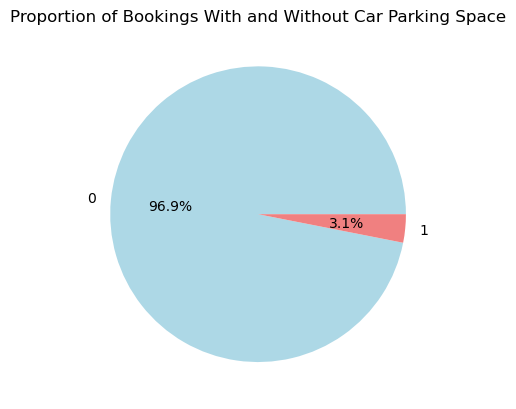 Proportion of Bookings With and Without Car Parking Space
0
96.9%
3.1%
1